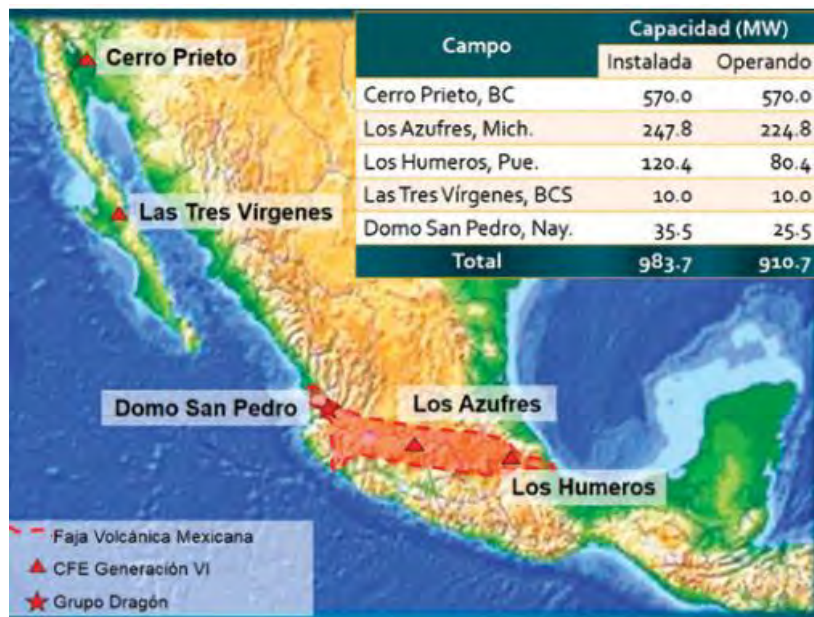 Campo Capacidad (MW)
Instalada Operando
Cerro Prieto, BC 570.0 570.0
Los Azufres, Mich. 247.8 224.8
Los Humeros, Pue. 120.4 80.4
Las Tres Vírgenes, BCS 10.0 10.0
Domo San Pedro, Nay. 35.5 25.5
Total 983.7 910.7
Cerro Prieto
Las Tres Vírgenes
Domo San Pedro
Los Azufres
Los Humeros
Faja Volcánica Mexicana
CFE Generación VI
Grupo Dragón